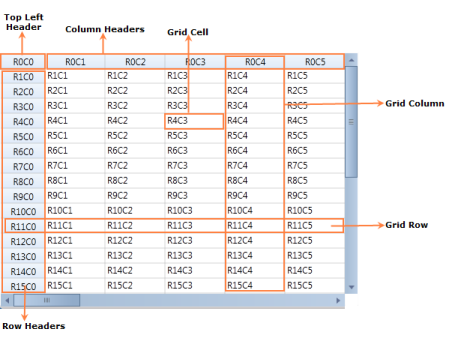 Top Left
Header
Column Headers
Grid Cell
R0C0 R0C1 R0C2 R0C3 R0C4 R0C5
R1C0 R1C1 R1C2 R1C3 R1C4 R1C5
R2C0 R2C1 R2C2 R2C3 R2C4 R2C5
R3C0 R3C1 R3C2 R3C3 R3C4 R3C5
Grid Column
R4C0 R4C1 R4C2 R4C3 R4C4 R4C5
R5C0 R5C1 R5C2 R5C3 R5C4 R5C5
R6C0 R6C1 R6C2 R6C3 R6C4 R6C5
R7C0 R7C1 R7C2 R7C3 R7C4 R7C5
R8C0 R8C1 R8C2 R8C3 R8C4 R8C5
R9C0 R9C1 R9C2 R9C3 R9C4 R9C5
R10C0 R10C1 R10C2 R10C3 R10C4 R10C5
R11C0 R11C1 R11C2 R11C3 R11C4 R11C5
Grid Row
R12C0 R12C1 R12C2 R12C3 R12C4 R12C5
R13C0 R13C1 R13C2 R13C3 R13C4 R13C5
R14C0 R14C1 R14C2 R14C3 R14C4 R14C5
R15C0 R15C1 R15C2 R15C3 R15C4 R15C5
Row Headers